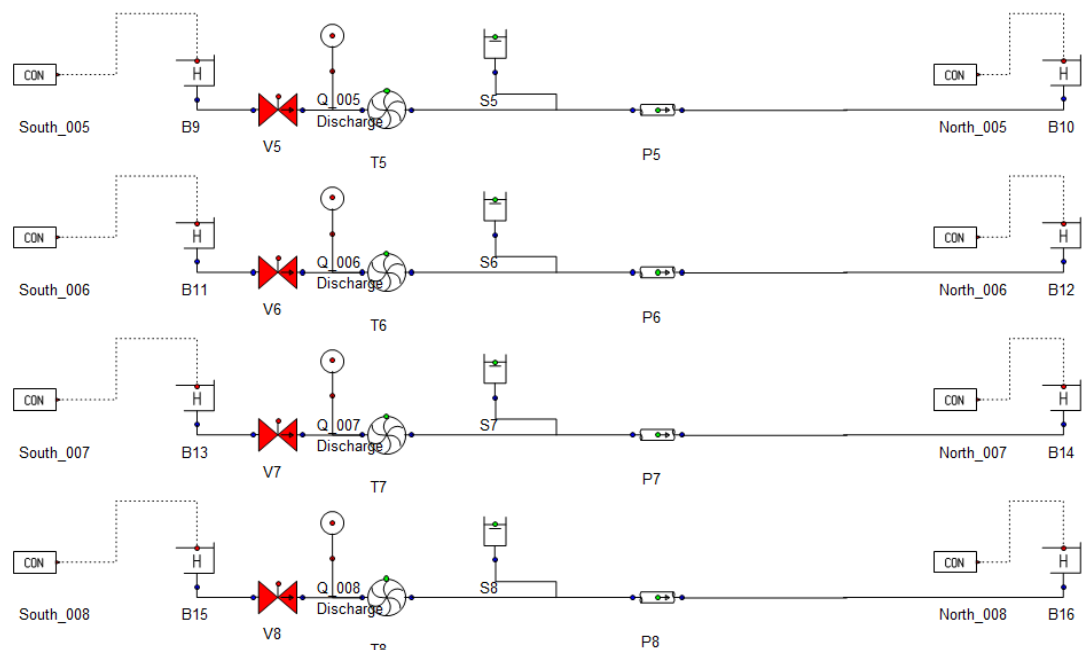 CON
H
Q_005
S5
CON
H
South_005
B9
Discharge
North_005
B10
V5
T5
P5
CON
H
Q_006
S6
CON
H
South_006
B11
Discharge
North_006
B12
V6
T6
P6
CON
H
Q_007
S7
CON
H
South_007
B13
Discharge
North_007
B14
V7
T7
P7
CON
H
Q_008
S8
CON
H
South_008
B15
Discharge
North_008
B16
V8
T8
P8